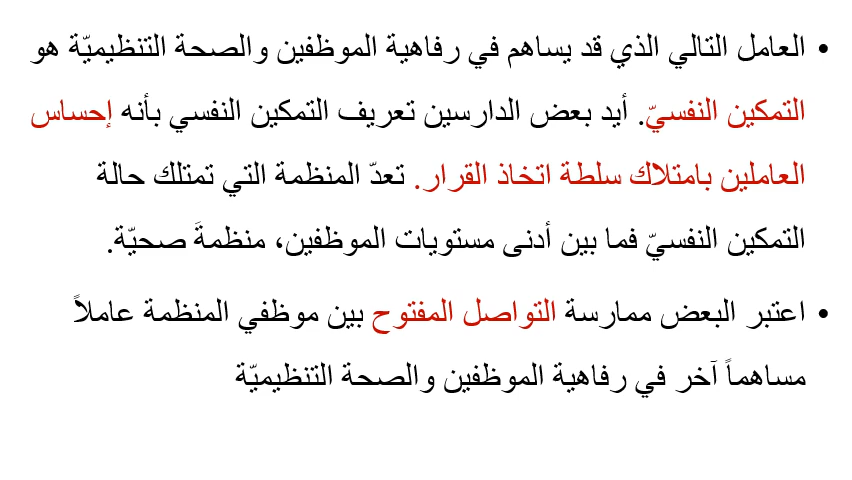 • العامل التالي الذي قد يساهم في رفاهية الموظفين والصحة التنظيميّة هو
التمكين النفسيّ. أيد بعض الدارسين تعريف التمكين النفسي بأنه إحساس
العاملين بامتلاك سلطة اتخاذ القرار. تعدّ المنظمة التي تمتلك حالة
التمكين النفسيّ فما بين أدنى مستويات الموظفين، منظمةَ صحيّة.
• اعتبر البعض ممارسة التواصل المفتوح بين موظفي المنظمة عاملاً
مساهماً آخر في رفاهية الموظفين والصحة التنظيميّة